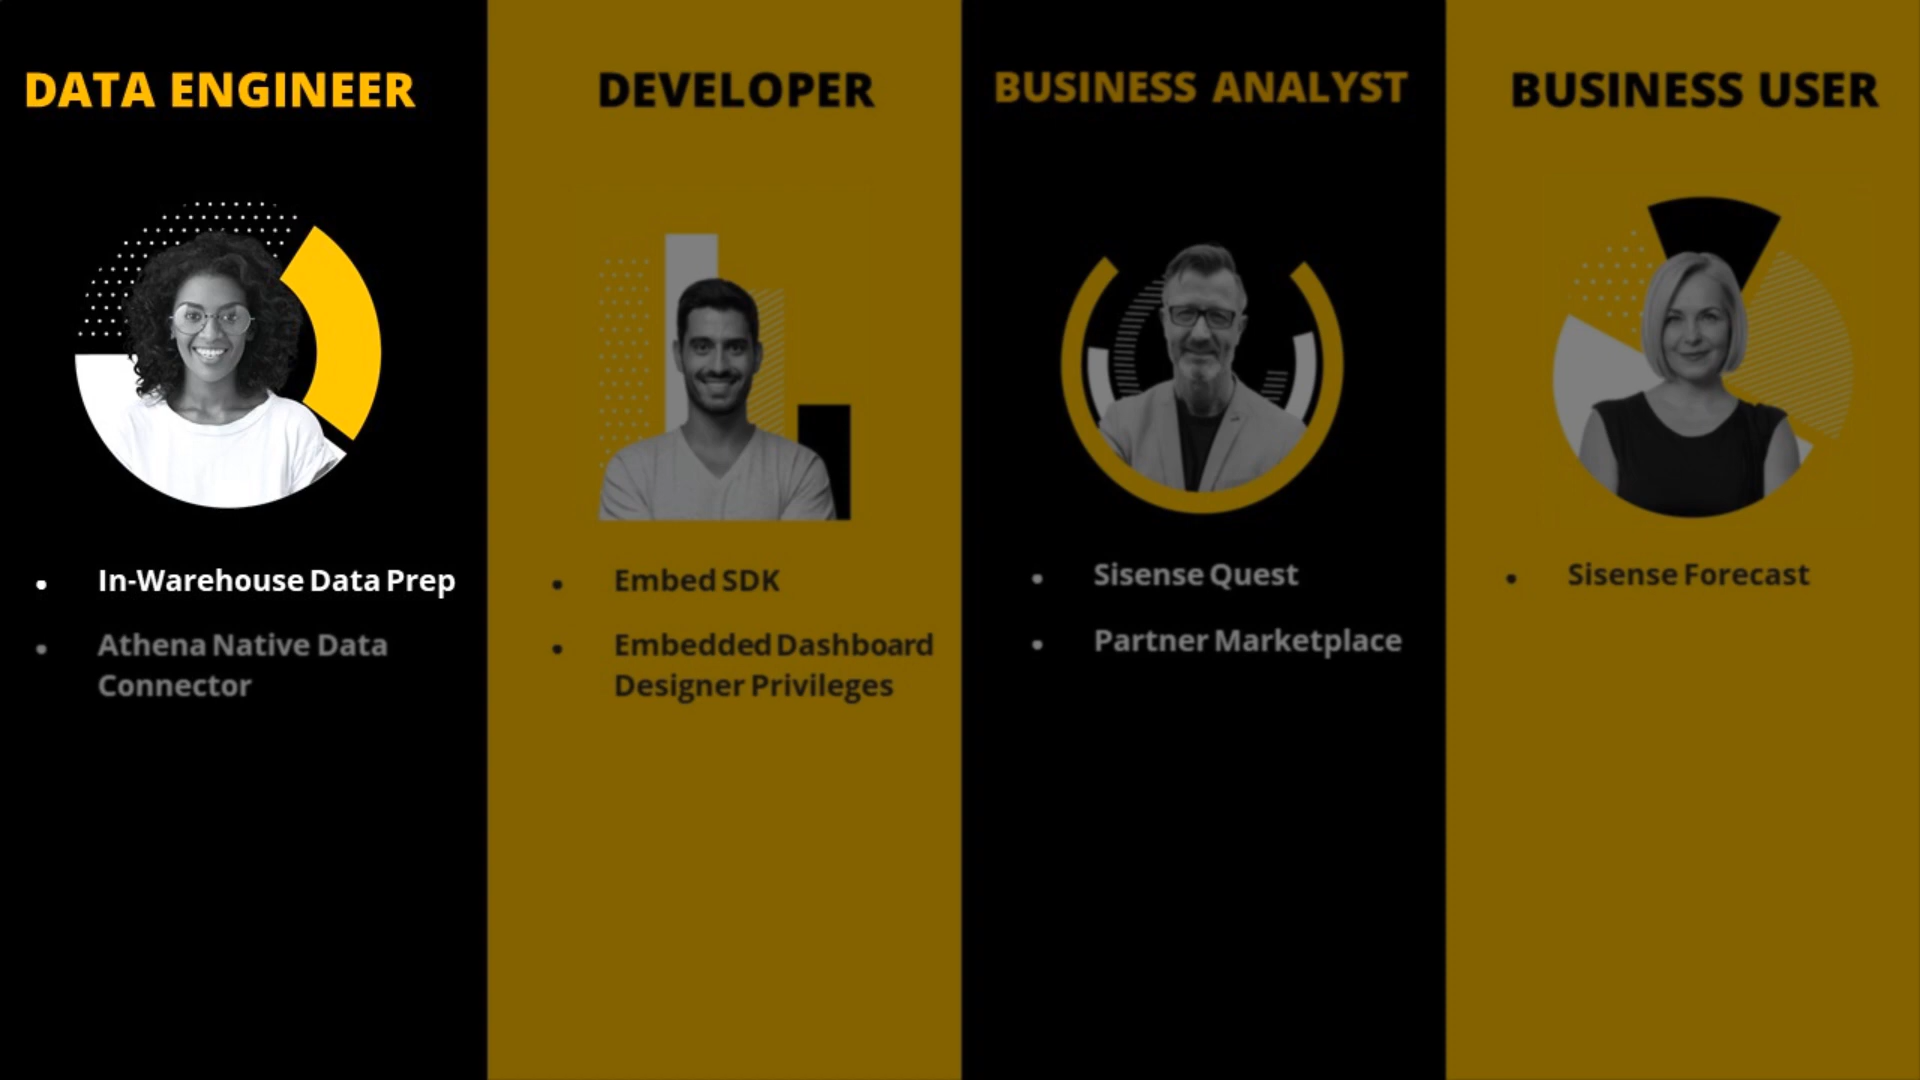 DATA ENGINEER
• In-Warehouse Data Prep
• Athena Native Data
Connector
DEVELOPER
• Embed SDK
• Embedded Dashboard
Designer Privileges
BUSINESS ANALYST
• Sisense Quest
• Partner Marketplace
BUSINESS USER
• Sisense Forecast